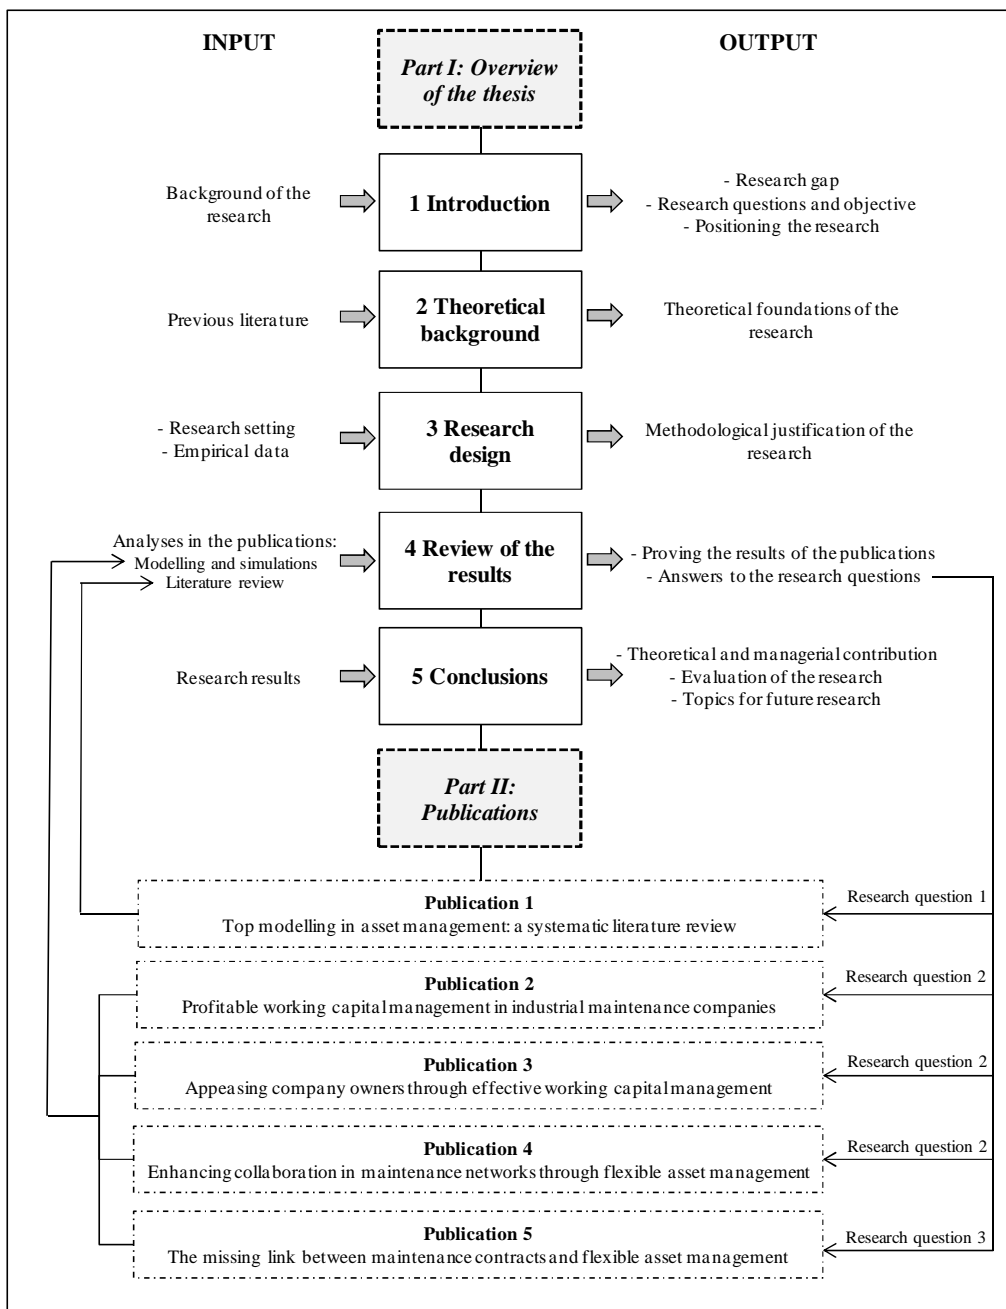 INPUT
OUTPUT
Part I: Overview
of the thesis
Background of the
research
1 Introduction
- Research gap
- Research questions and objective
- Positioning the research
Previous literature
2 Theoretical
background
Theoretical foundations of the
research
- Research setting
- Empirical data
3 Research
design
Methodological justification of the
research
Analyses in the publications:
Modelling and simulations
Literature review
4 Review of the
results
- Proving the results of the publications
- Answers to the research questions
Research results
5 Conclusions
- Theoretical and managerial contribution
- Evaluation of the research
- Topics for future research
Part II:
Publications
Publication 1
Top modelling in asset management: a systematic literature review
Research question 1
Publication 2
Profitable working capital management in industrial maintenance companies
Research question 2
Publication 3
Appeasing company owners through effective working capital management
Research question 2
Publication 4
Enhancing collaboration in maintenance networks through flexible asset management
Research question 2
Publication 5
The missing link between maintenance contracts and flexible asset management
Research question 3